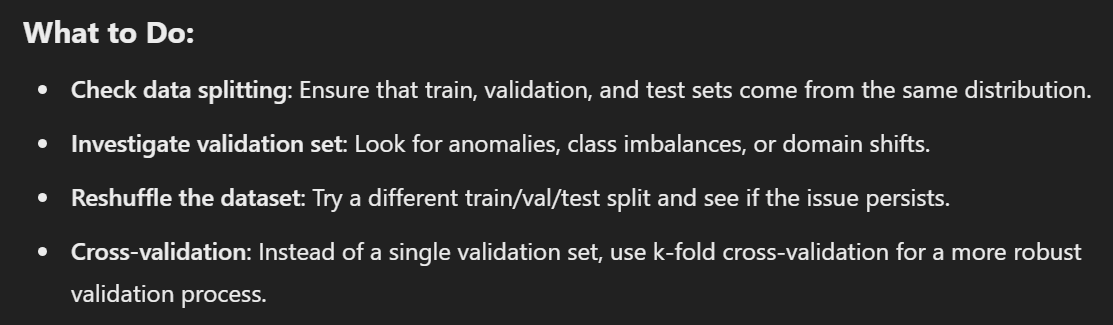 What to Do:
• Check data splitting: Ensure that train, validation, and test sets come from the same distribution.
• Investigate validation set: Look for anomalies, class imbalances, or domain shifts.
• Reshuffle the dataset: Try a different train/val/test split and see if the issue persists.
• Cross-validation: Instead of a single validation set, use k-fold cross-validation for a more robust
validation process.